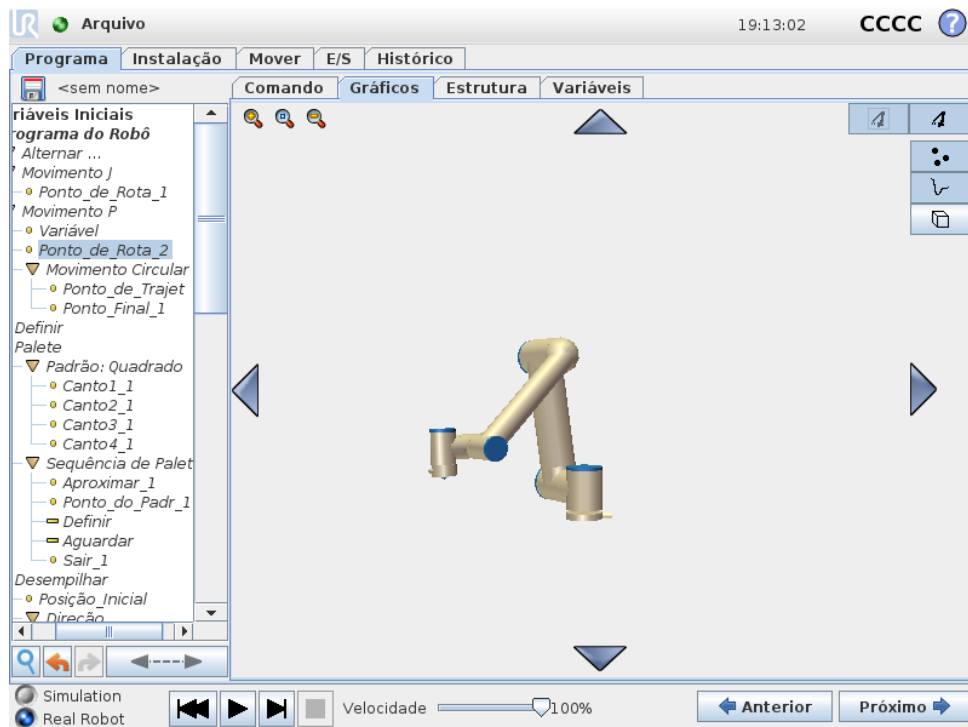 UR Arquivo 19:13:02 CCCC ?
Programa Instalação Mover E/S Histórico
<sem nome> Comando Gráficos Estrutura Variáveis
riáveis Iniciais
rograma do Robô
Alternar ...
Movimento J
Ponto_de_Rota_1
Movimento P
Variável
Ponto_de_Rota_2
Movimento Circular
Ponto_de_Trajet
Ponto_Final_1
Definir
Palete
Padrão: Quadrado
Canto1_1
Canto2_1
Canto3_1
Canto4_1
Sequência de Palet
Aproximar_1
Ponto_do_Padr_1
Definir
Aguardar
Sair_1
Desempilhar
Posição_Inicial
Direção
Simulation
Real Robot
Velocidade 100%
Anterior Próximo